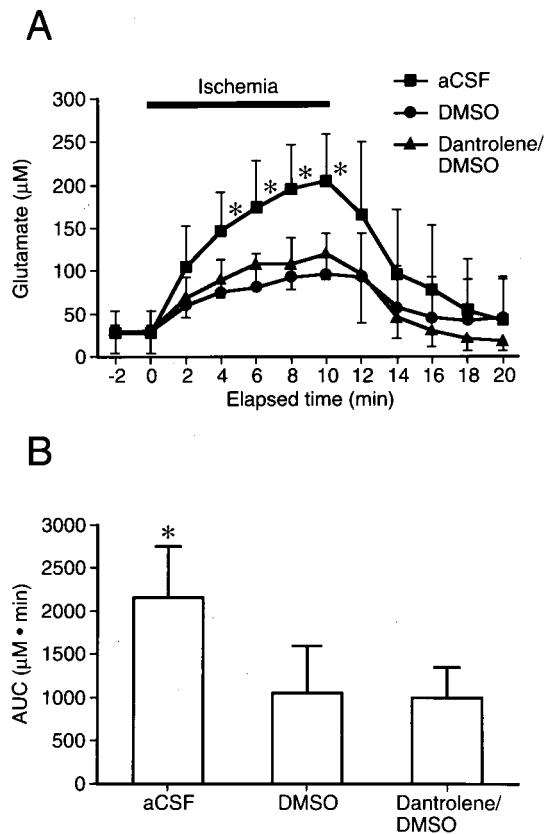 A
Ischemia
aCSF
DMSO
Dantrolene/
DMSO
Glutamate (μM)
300
250
200
150
100
50
0
* * * *
-2 0 2 4 6 8 10 12 14 16 18 20
Elapsed time (min)
B
AUC (μM • min)
3000
2500
2000
1500
1000
500
0
*
aCSF DMSO Dantrolene/
DMSO